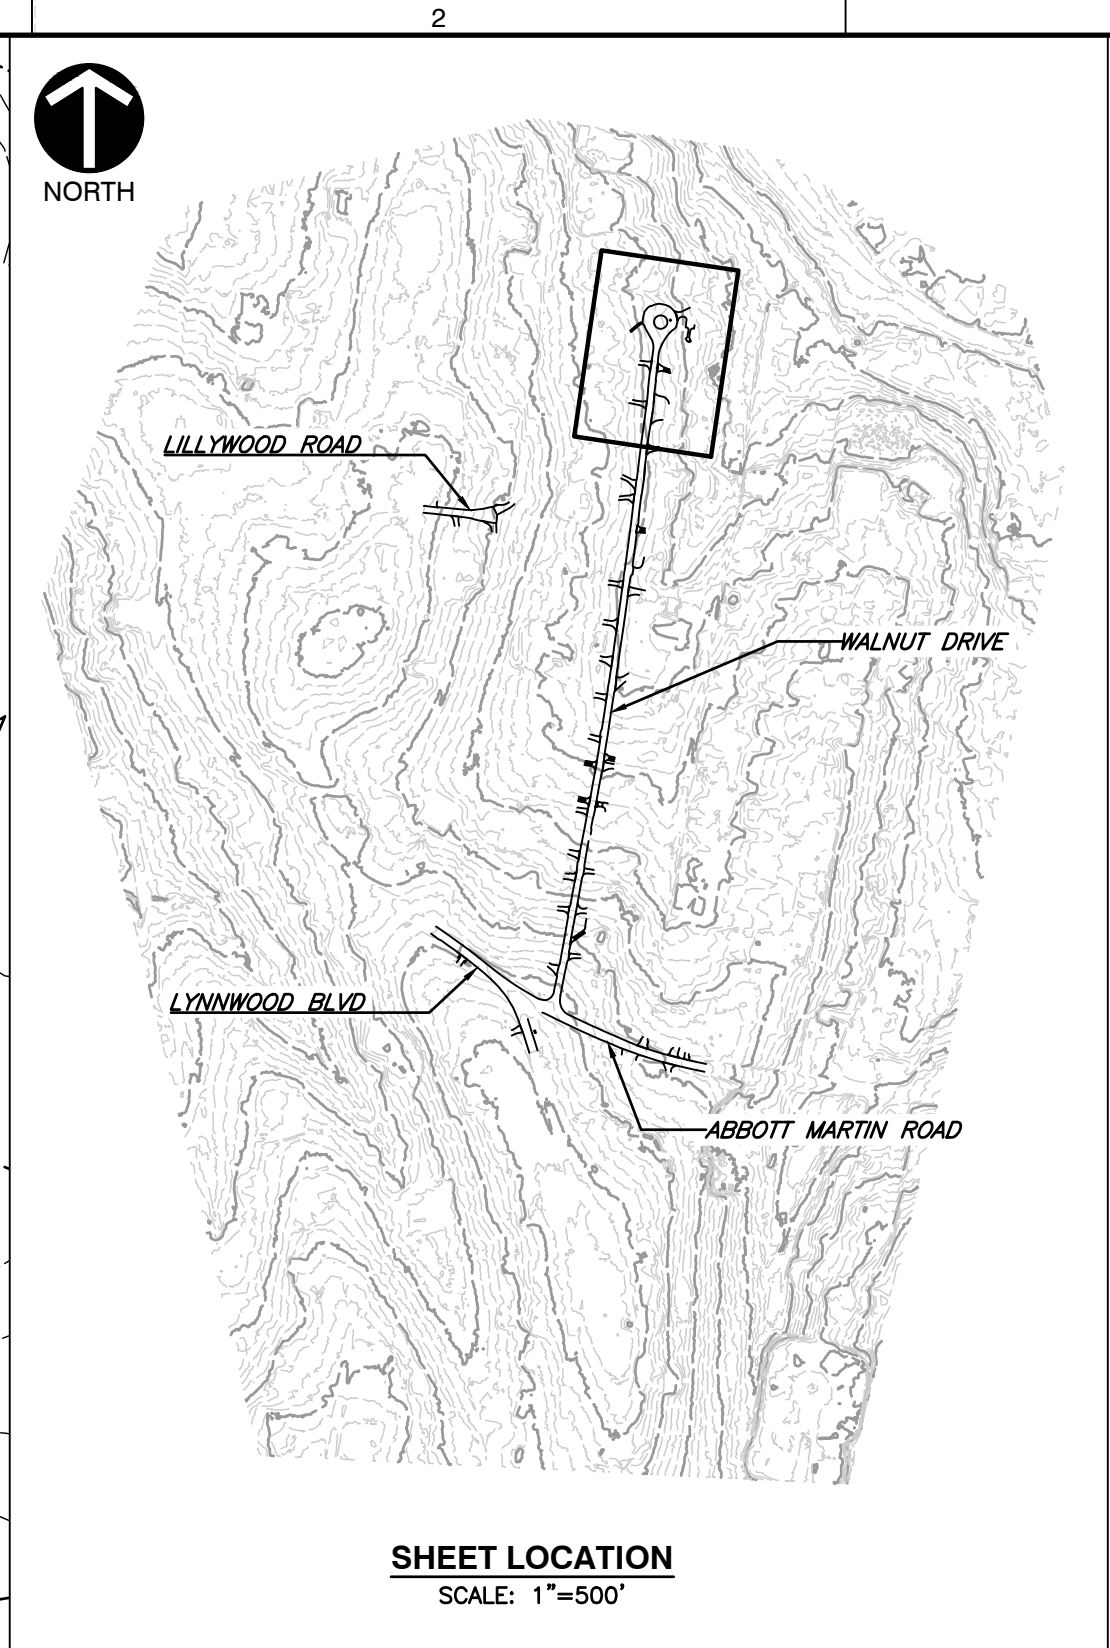 2
NORTH
LILLYWOOD ROAD
WALNUT DRIVE
LYNNWOOD BLVD
ABBOTT MARTIN ROAD
SHEET LOCATION
SCALE: 1"=500'